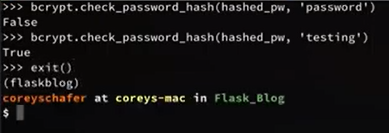 >>> bcrypt.check_password_hash(hashed_pw, 'password')
False
>>> bcrypt.check_password_hash(hashed_pw, 'testing')
True
>>> exit()
(flaskblog)
coreyschafer at coreys-mac in Flask_Blog
$